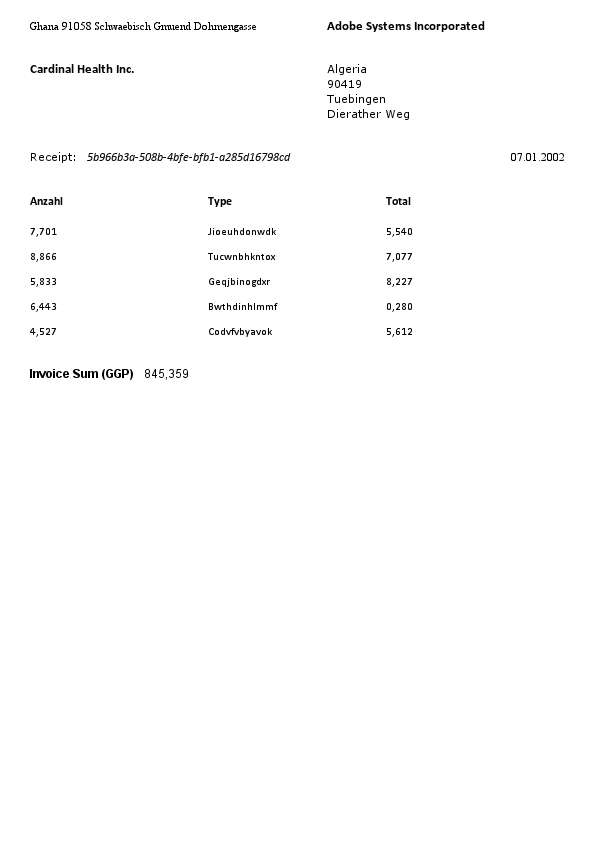 Ghana 91058 Schwaebisch Gmuend Dohmengasse
Adobe Systems Incorporated
Cardinal Health Inc.
Algeria
90419
Tuebingen
Dierather Weg
Receipt: 5b966b3a-508b-4bfe-bfb1-a285d16798cd 07.01.2002
Anzahl Type Total
7,701 Jioeuhdonwdk 5,540
8,866 Tucwnbhkntox 7,077
5,833 Geqjbinogdxr 8,227
6,443 Bwthdinhlmmf 0,280
4,527 Codvfvbyavok 5,612
Invoice Sum (GGP) 845,359